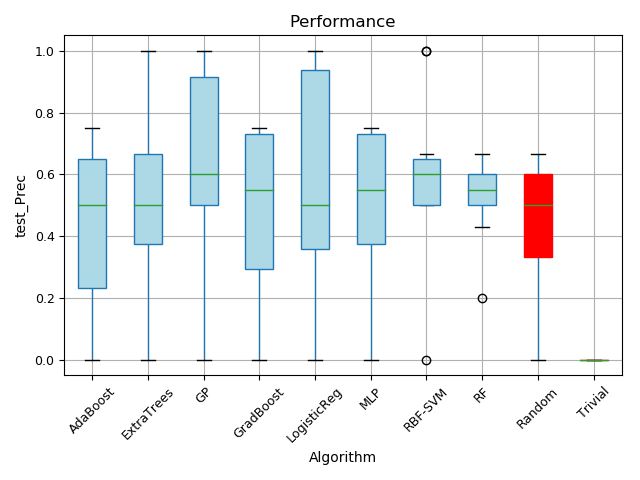 Performance
1.0
0.8
0.6
0.4
0.2
0.0
test_Prec
AdaBoost
ExtraTrees
GP
GradBoost
LogisticReg
MLP
RBF-SVM
RF
Random
Trivial
Algorithm